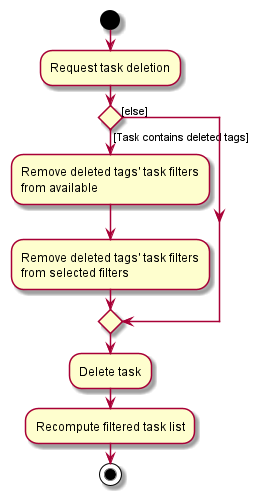 Request task deletion
[else]
[Task contains deleted tags]
Remove deleted tags' task filters
from available
Remove deleted tags' task filters
from selected filters
Delete task
Recompute filtered task list